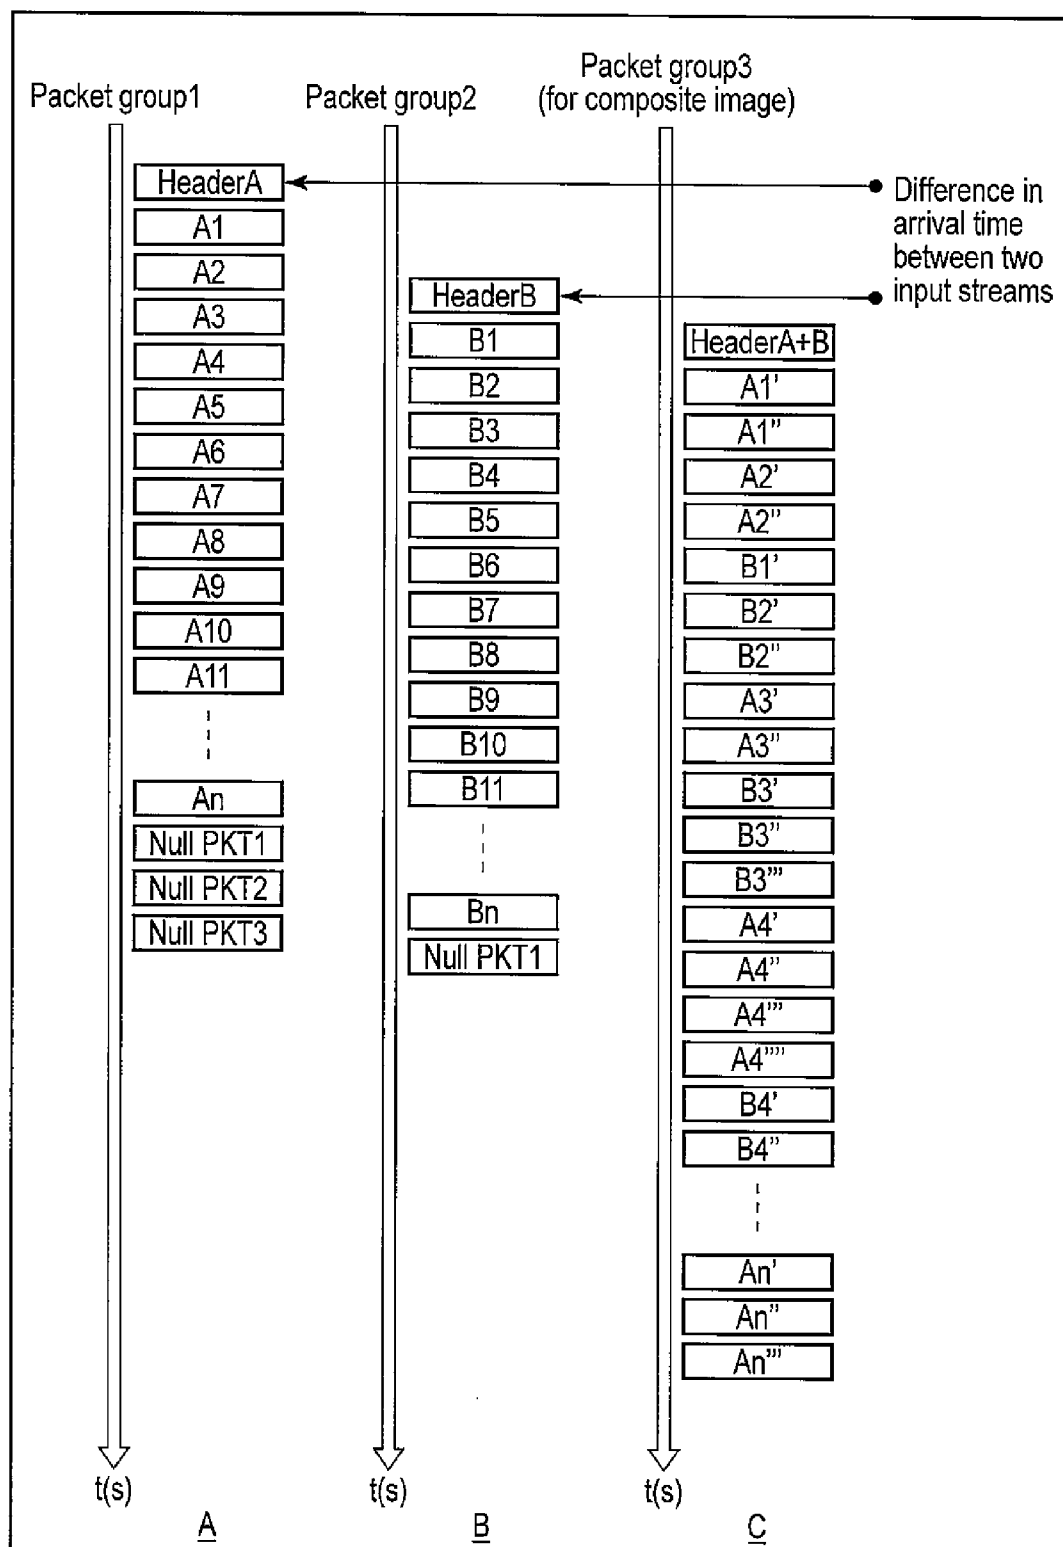 Packet group1
Packet group2
Packet group3
(for composite image)
HeaderA
A1
A2
A3
A4
A5
A6
A7
A8
A9
A10
A11
An
Null PKT1
Null PKT2
Null PKT3
t(s)
A
HeaderB
B1
B2
B3
B4
B5
B6
B7
B8
B9
B10
B11
Bn
Null PKT1
t(s)
B
HeaderA+B
A1'
A1"
A2'
A2"
B1'
B2'
B2"
A3'
A3"
B3'
B3"
B3"'
A4'
A4"
A4"'
A4""
B4'
B4"
An'
An"
An"'
t(s)
C
Difference in
arrival time
between two
input streams